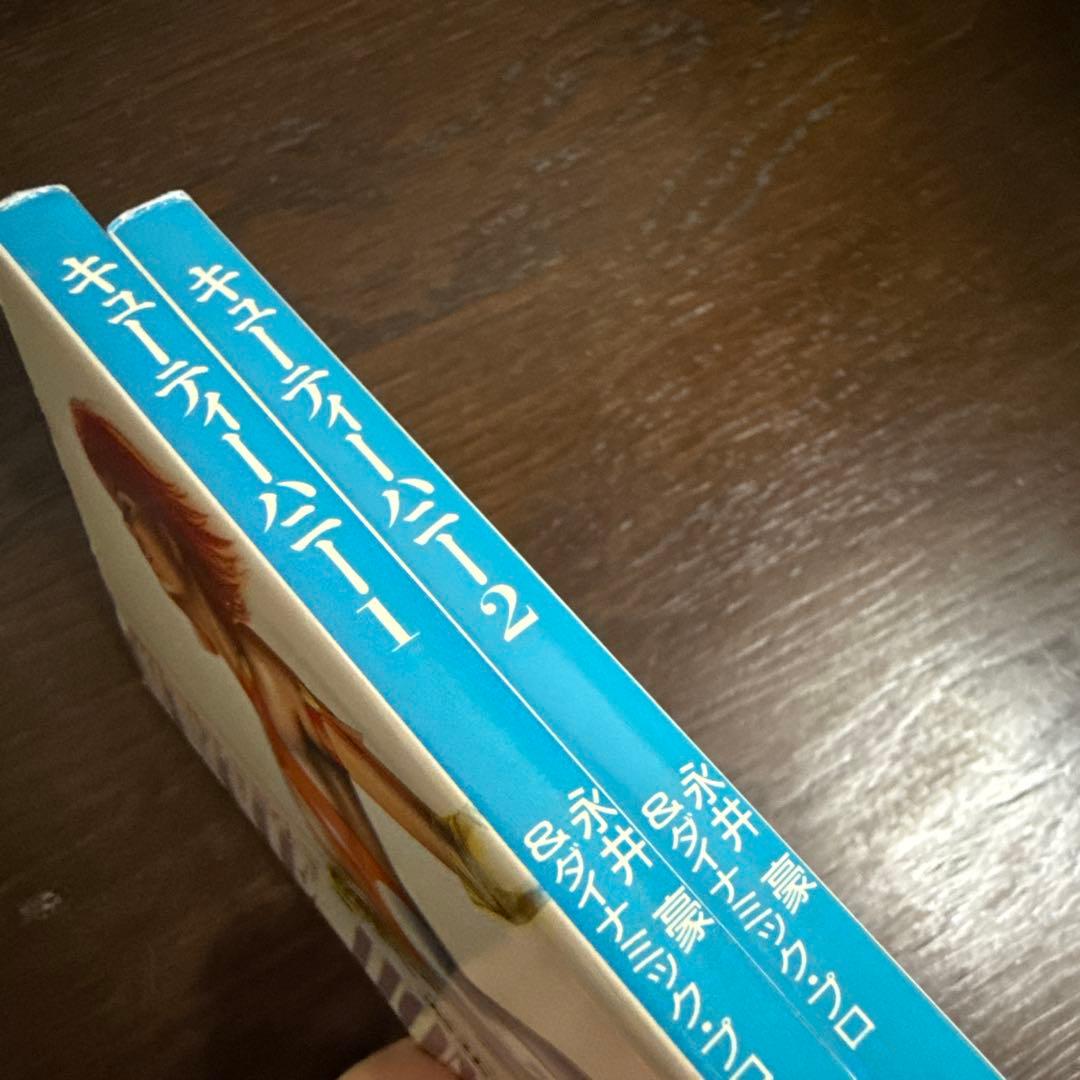 キューティーハニー 1
永井 豪
&ダイナミック・プロ
キューティーハニー 2
永井 豪
&ダイナミック・プロ